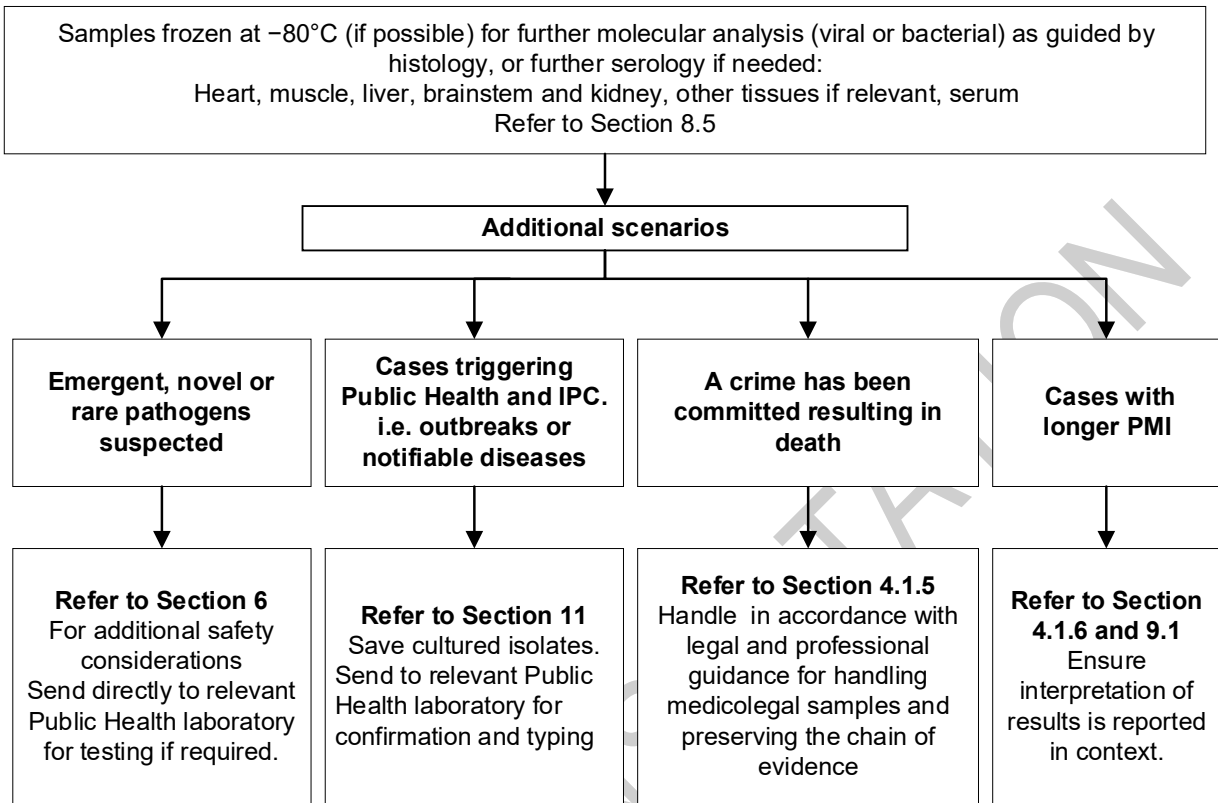 Samples frozen at −80°C (if possible) for further molecular analysis (viral or bacterial) as guided by
histology, or further serology if needed:
Heart, muscle, liver, brainstem and kidney, other tissues if relevant, serum
Refer to Section 8.5
Additional scenarios
Emergent, novel or
rare pathogens
suspected
Cases triggering
Public Health and IPC.
i.e. outbreaks or
notifiable diseases
A crime has been
committed resulting in
death
Cases with
longer PMI
Refer to Section 6
For additional safety
considerations
Send directly to relevant
Public Health laboratory
for testing if required.
Refer to Section 11
Save cultured isolates.
Send to relevant Public
Health laboratory for
confirmation and typing
Refer to Section 4.1.5
Handle in accordance with
legal and professional
guidance for handling
medicolegal samples and
preserving the chain of
evidence
Refer to Section
4.1.6 and 9.1
Ensure
interpretation of
results is reported
in context.